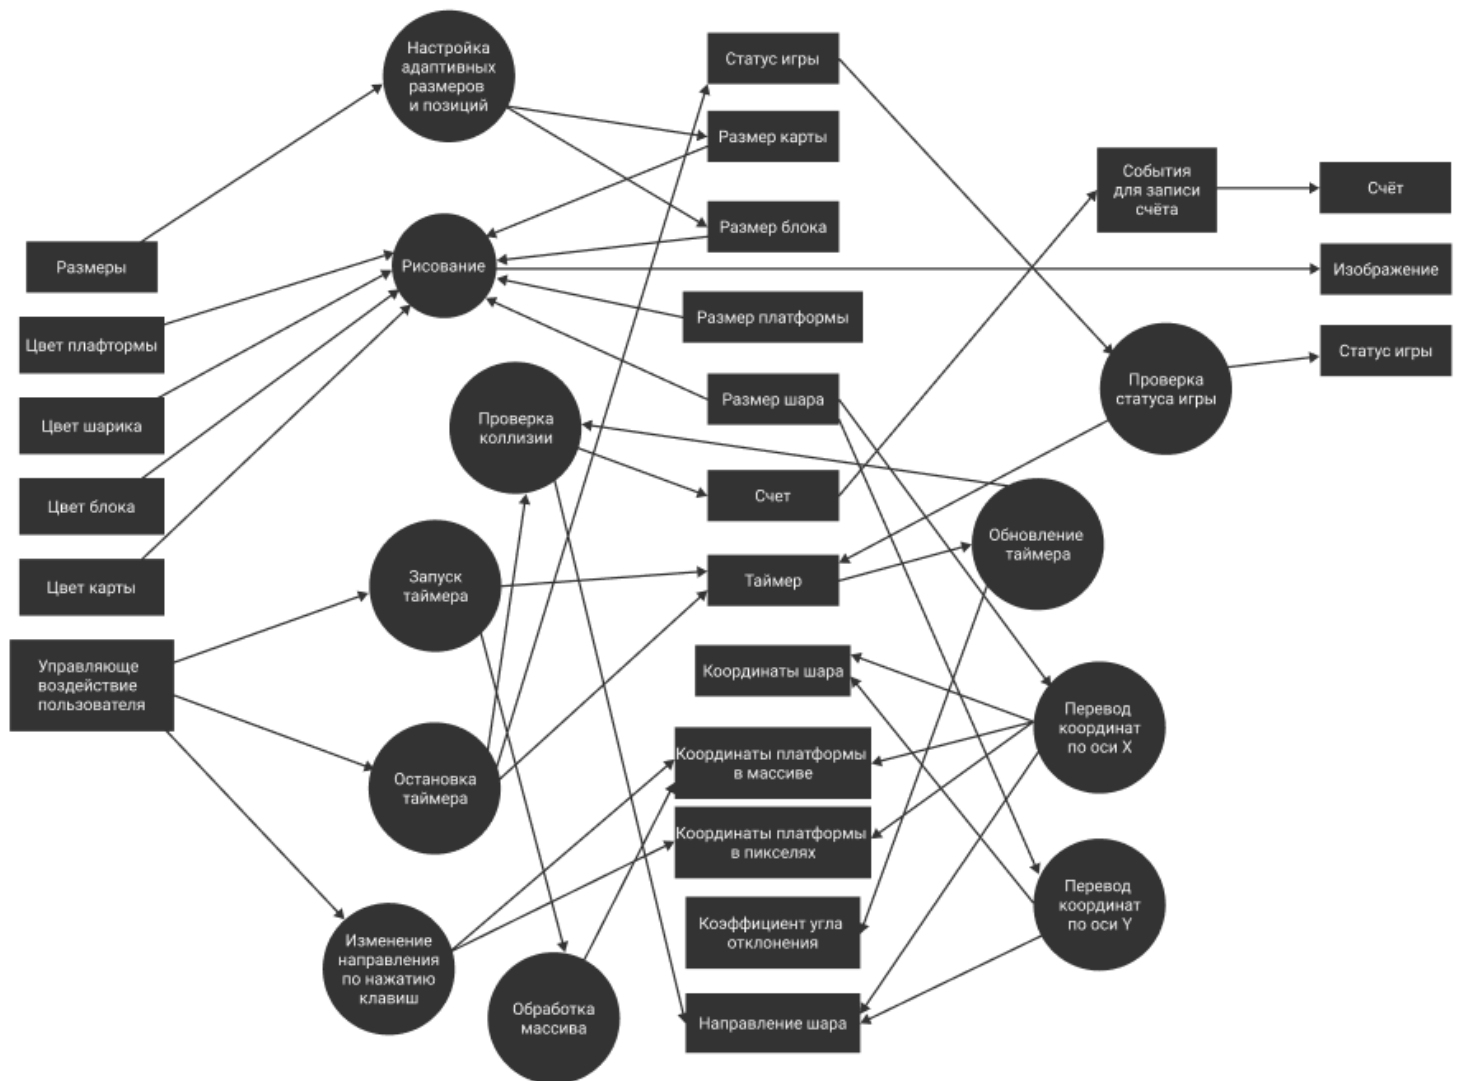 Настройка
адаптивных
размеров
и позиций
Статус игры
Размер карты
События
для записи
счёта
Счёт
Размер блока
Размеры
Рисование
Изображение
Размер платформы
Цвет плафтормы
Статус игры
Проверка
статуса игры
Размер шара
Цвет шарика
Проверка
коллизии
Счет
Цвет блока
Обновление
таймера
Цвет карты
Запуск
таймера
Таймер
Управляюще
воздействие
пользователя
Координаты шара
Перевод
координат
по оси X
Координаты платформы
в массиве
Остановка
таймера
Координаты платформы
в пикселях
Перевод
координат
по оси Y
Коэффициент угла
отклонения
Изменение
направления
по нажатию
клавиш
Обработка
массива
Направление шара